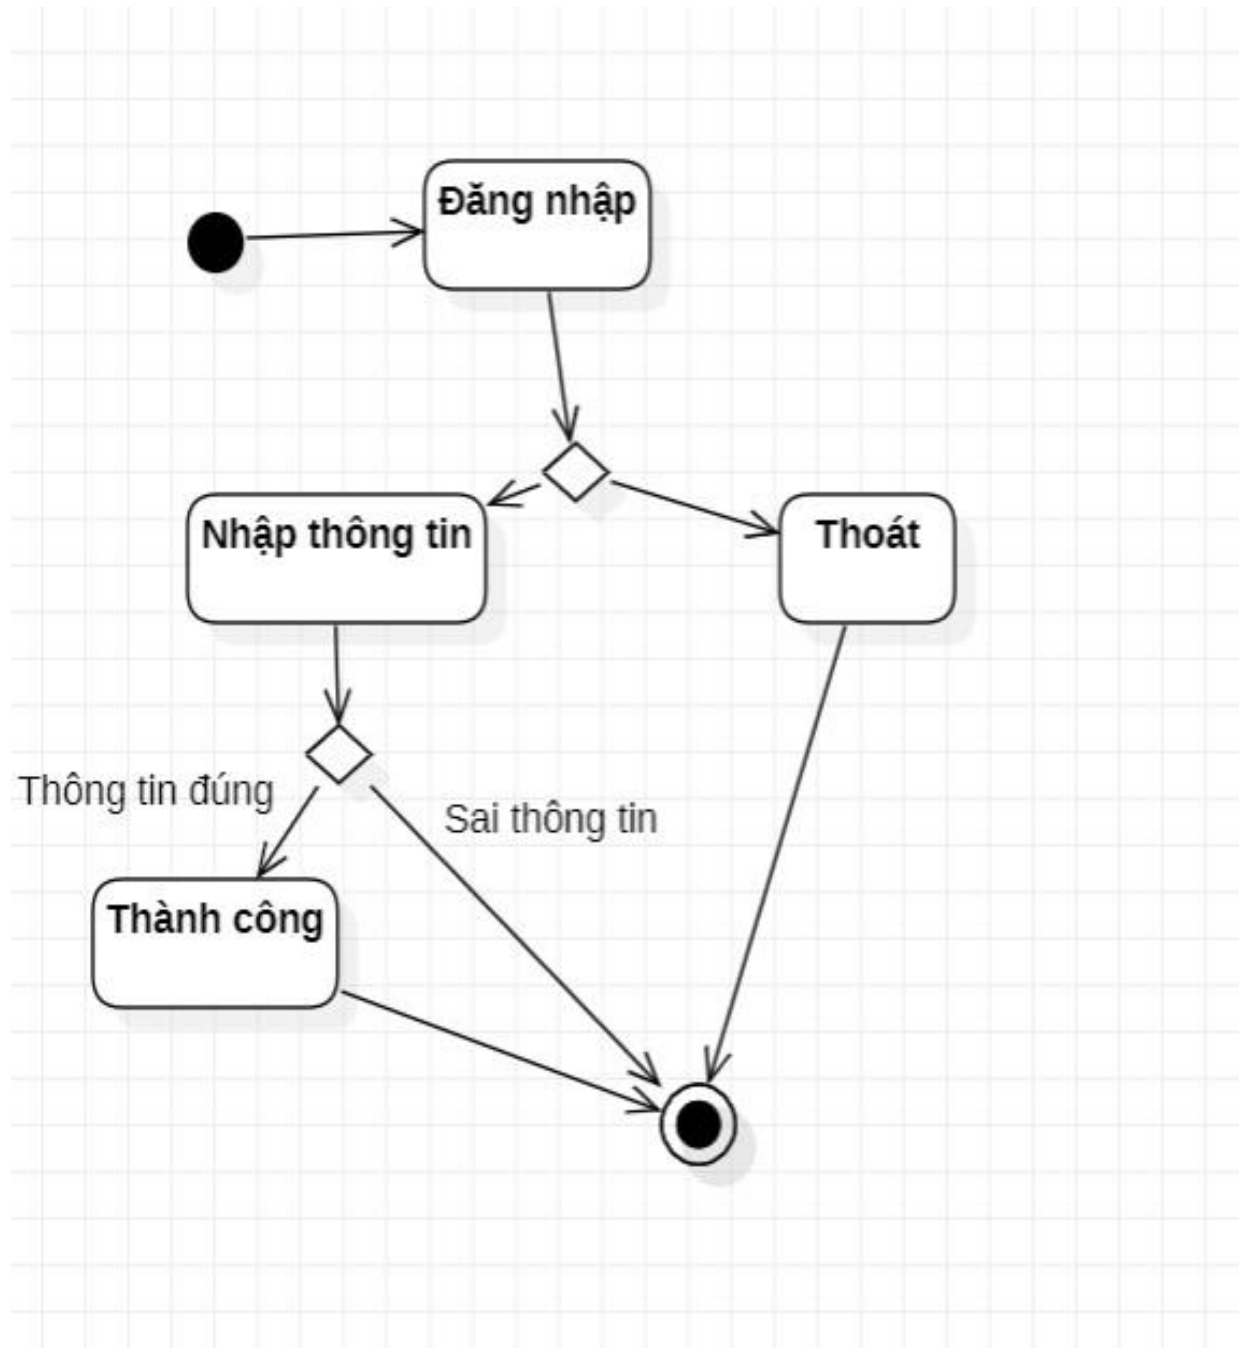 Đăng nhập
Nhập thông tin
Thoát
Thông tin đúng
Sai thông tin
Thành công